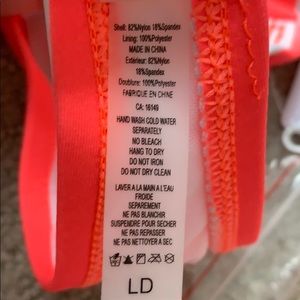 Shell: 82%Nylon 18%Spandex
Lining: 100%Polyester
MADE IN CHINA
Extérieur: 82%Nylon
18%Spandex
Doublure: 100%Polyester
FABRIQUE EN CHINE
CA: 16149
HAND WASH COLD WATER
SEPARATELY
NO BLEACH
HANG TO DRY
DO NOT IRON
DO NOT DRY CLEAN
LAVER A LA MAIN A L'EAU
FROIDE
SEPAREMENT
NE PAS BLANCHIR
SUSPENDRE POUR SECHER
NE PAS REPASSER
NE PAS NETTOYER A SEC
LD